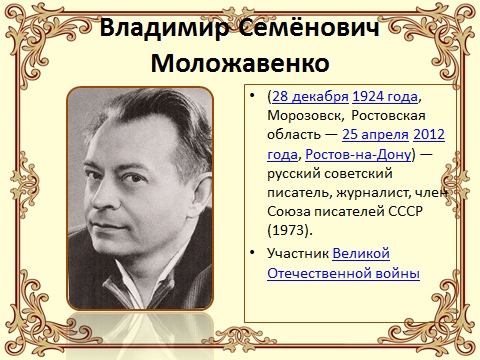 Владимир Семёнович
Моложавенко
• (28 декабря 1924 года,
Морозовск, Ростовская
область — 25 апреля 2012
года, Ростов-на-Дону) —
русский советский
писатель, журналист, член
Союза писателей СССР
(1973).
• Участник Великой
Отечественной войны